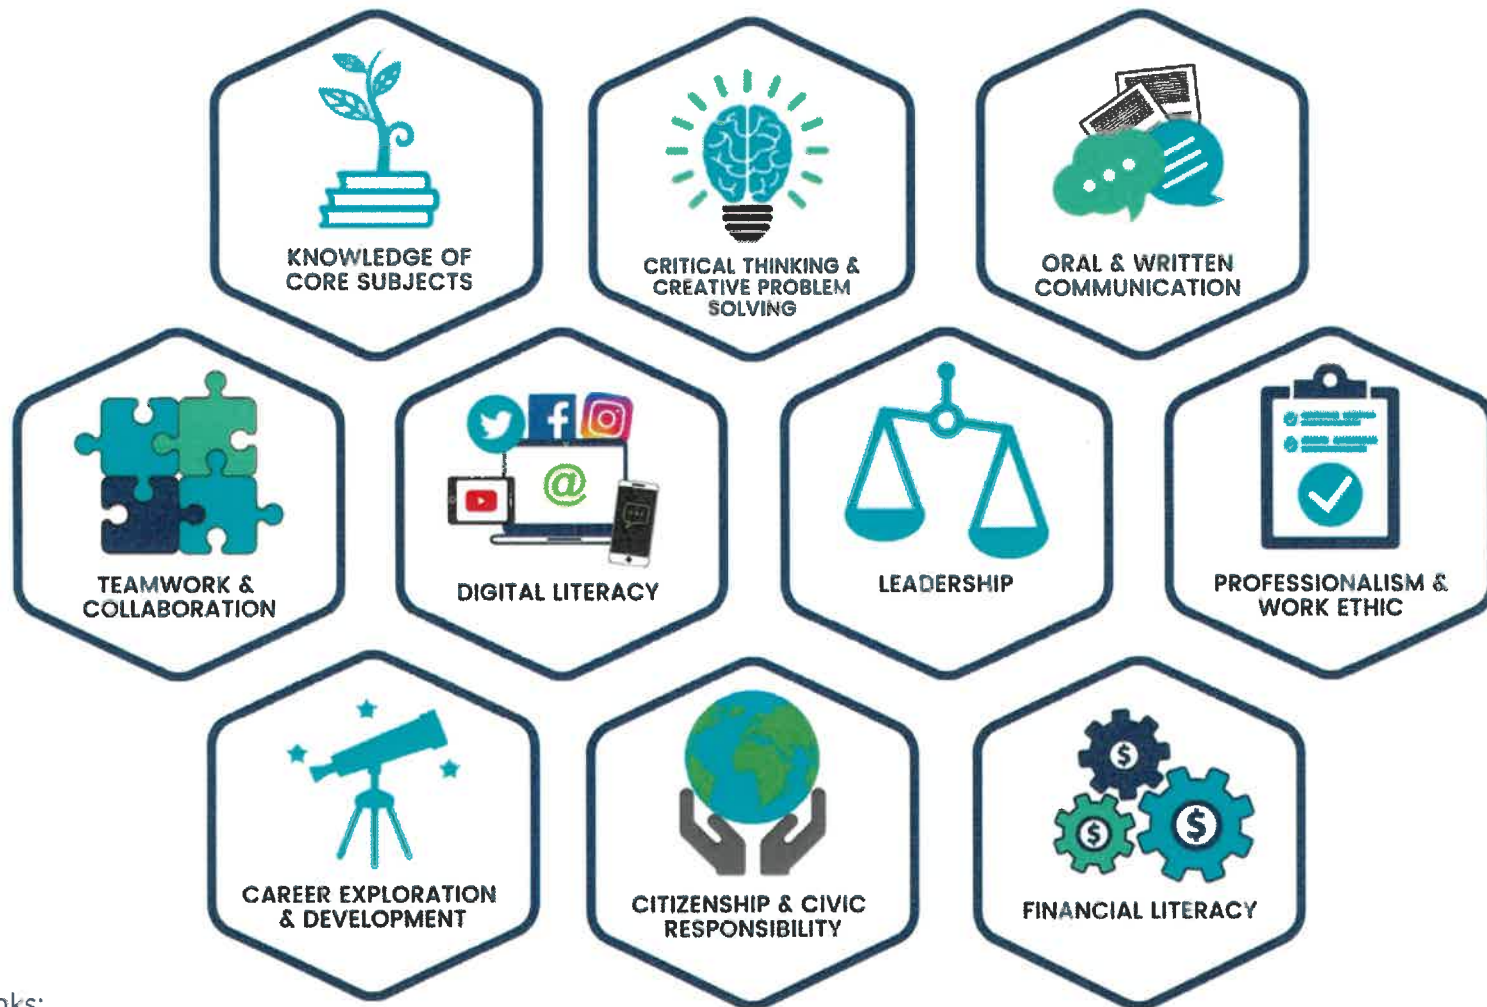 KNOWLEDGE OF
CORE SUBJECTS
CRITICAL THINKING &
CREATIVE PROBLEM
SOLVING
ORAL & WRITTEN
COMMUNICATION
TEAMWORK &
COLLABORATION
@
DIGITAL LITERACY
LEADERSHIP
PROFESSIONALISM &
WORK ETHIC
CAREER EXPLORATION
& DEVELOPMENT
CITIZENSHIP & CIVIC
RESPONSIBILITY
$
$
$
FINANCIAL LITERACY